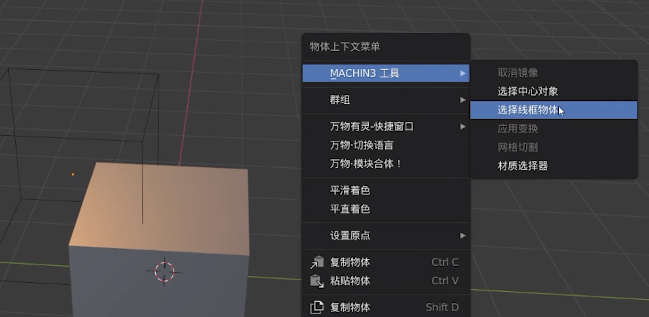 物体上下文菜单
MACHIN3 工具
群组
万物有灵-快捷窗口
万物·切换语言
万物·模块合体！
平滑着色
平直着色
设置原点
复制物体 Ctrl C
粘贴物体 Ctrl V
复制物体 Shift D
取消镜像
选择中心对象
选择线框物体
应用变换
网格切割
材质选择器